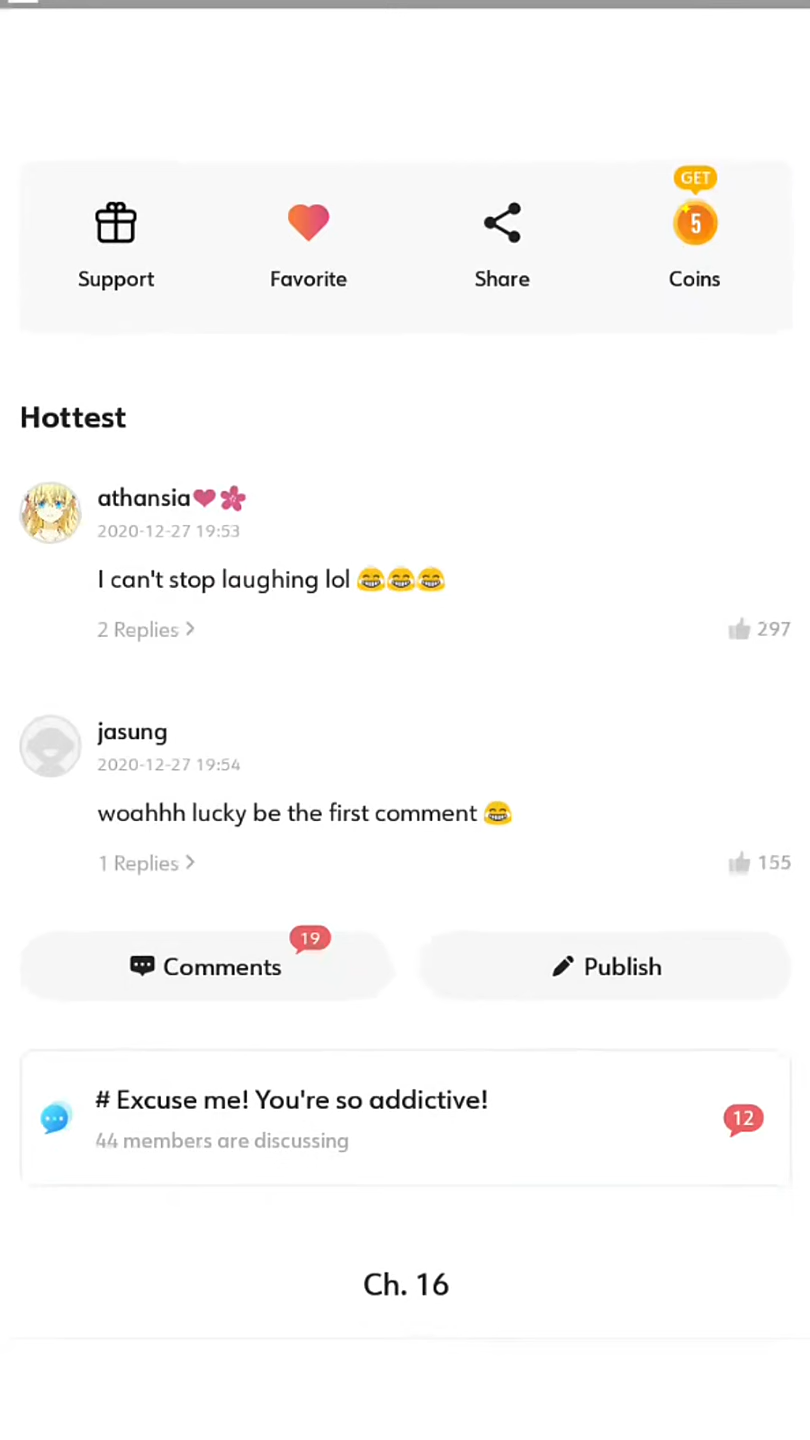 GET
5
Support
Favorite
Share
Coins
Hottest
athansia❤️🌸
2020-12-27 19:53
I can't stop laughing lol 😂😂😂
2 Replies >
297
jasung
2020-12-27 19:54
woahhh lucky be the first comment 😂
1 Replies >
155
19
Comments
Publish
# Excuse me! You're so addictive!
12
44 members are discussing
Ch. 16